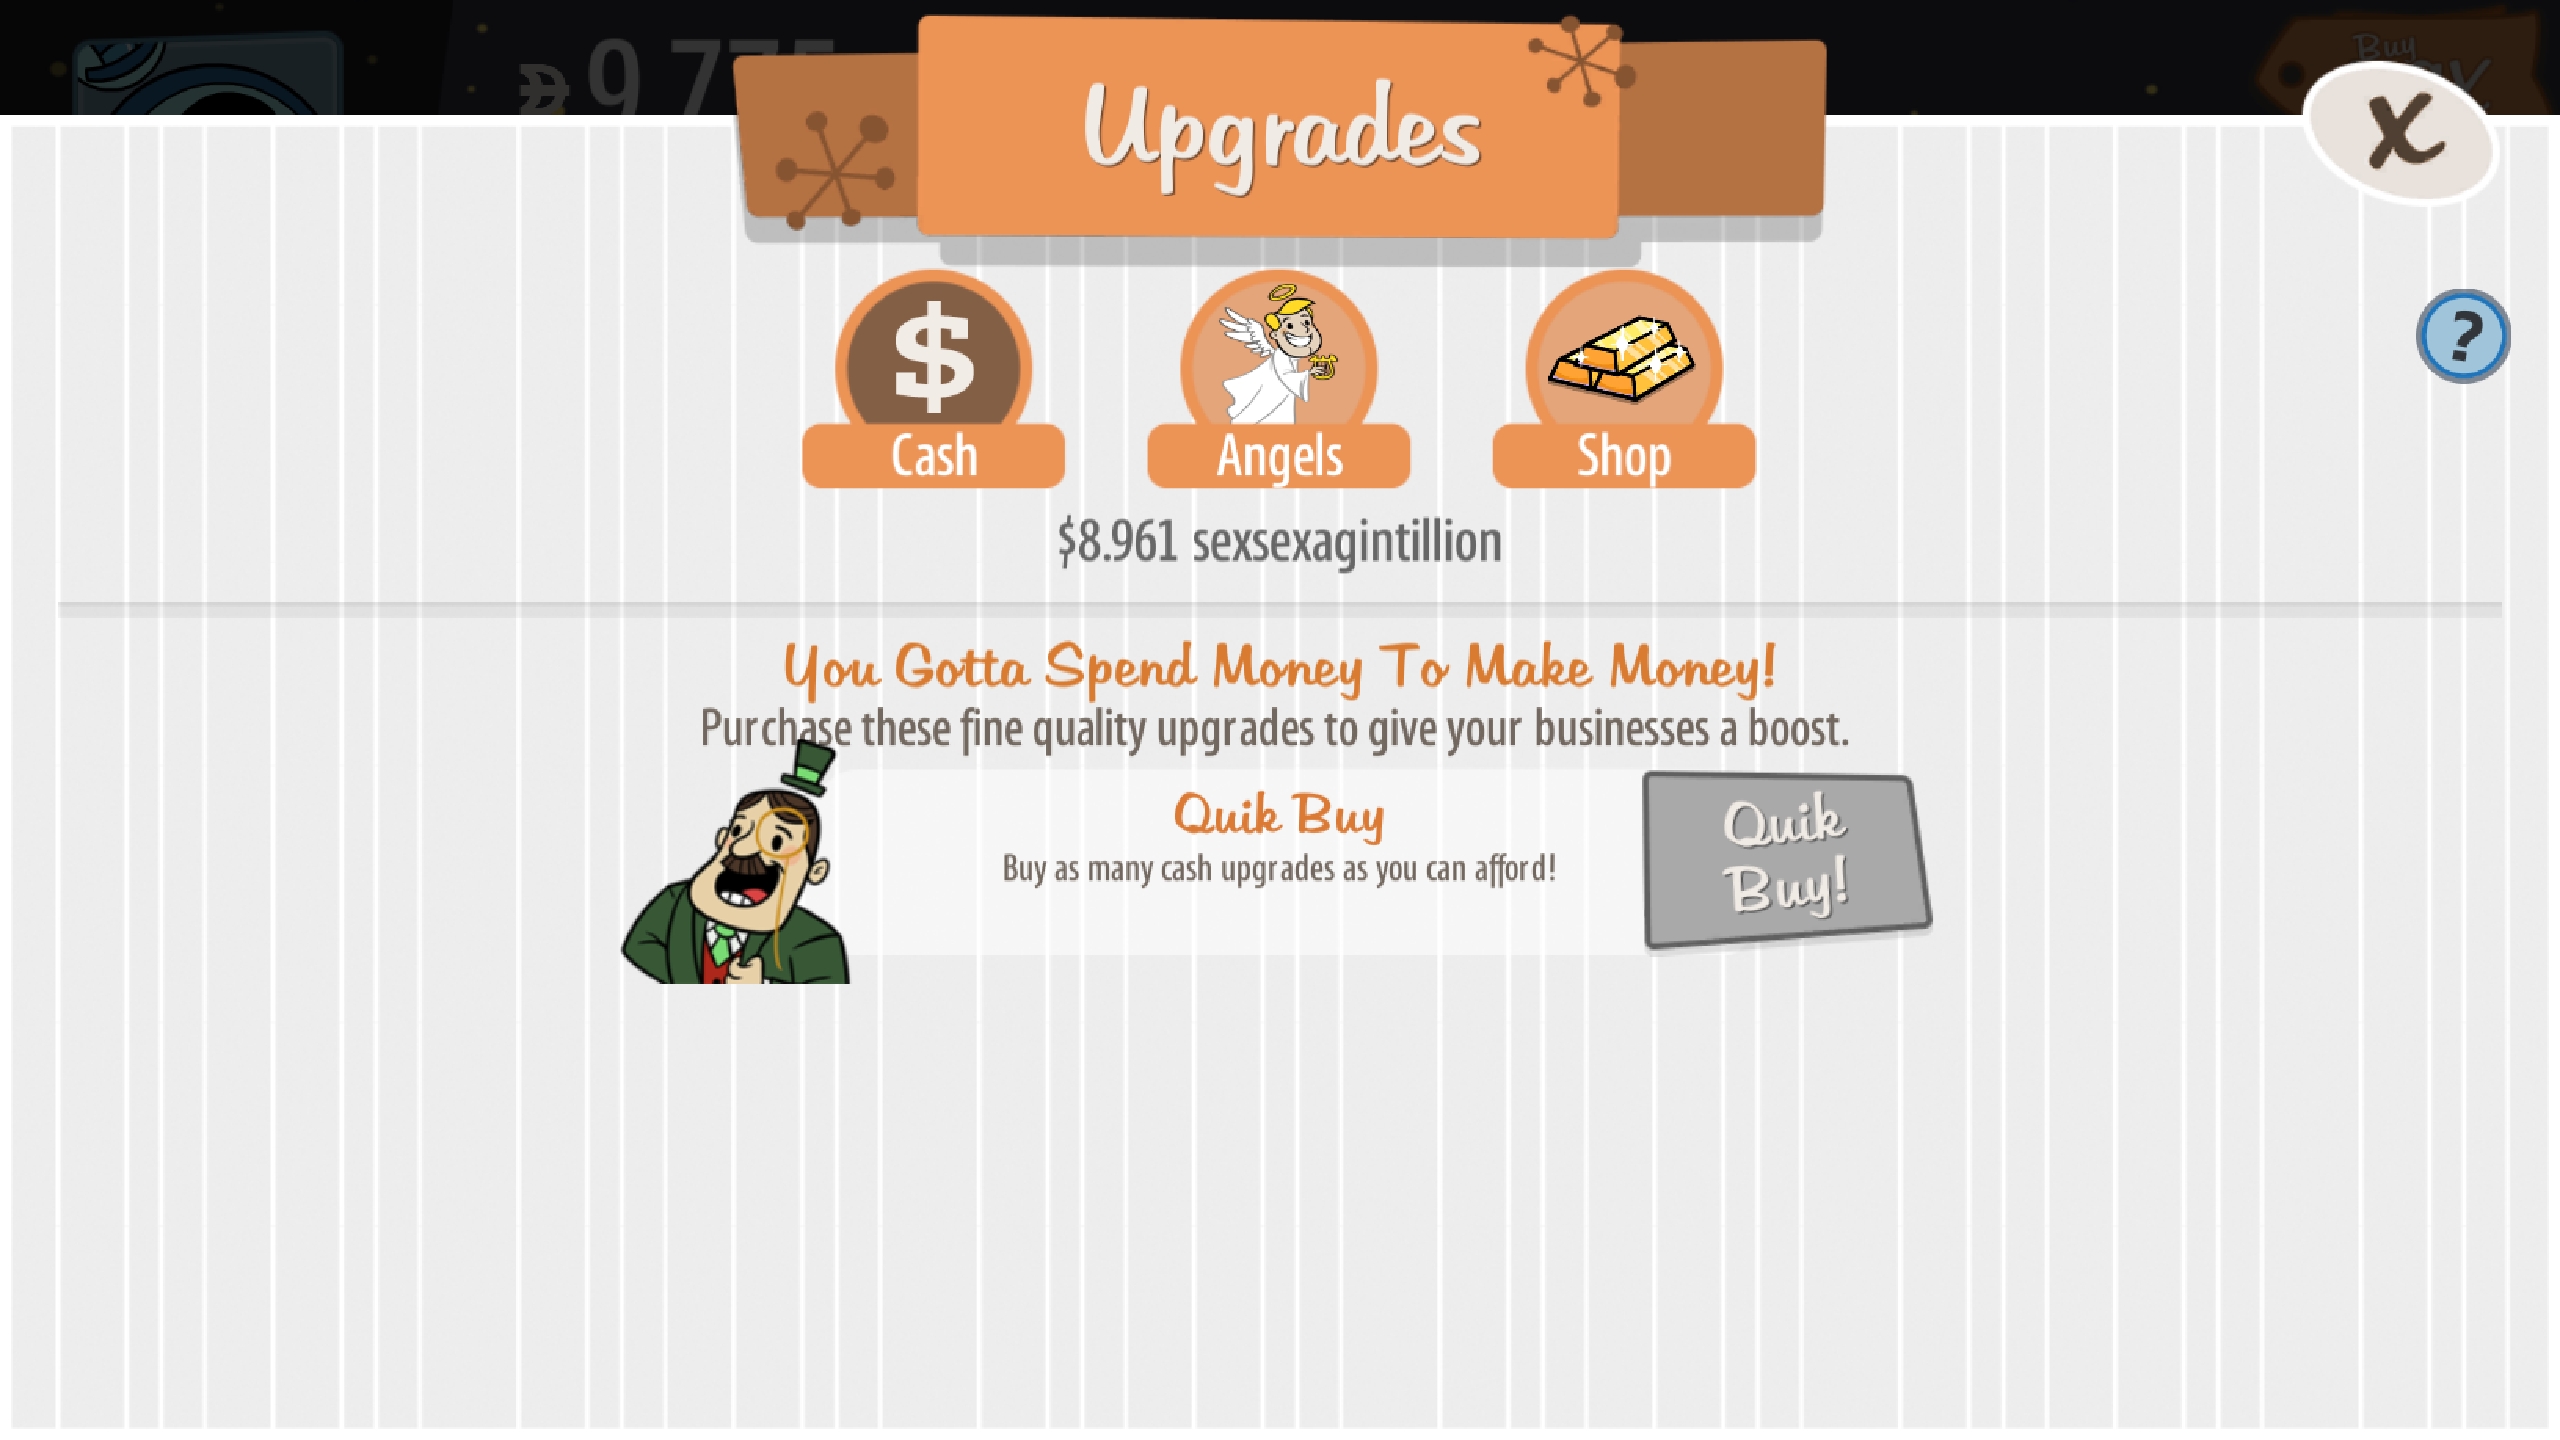 Upgrades
X
$
?
Cash Angels Shop
$8.961 sexsexagintillion
You Gotta Spend Money To Make Money!
Purchase these fine quality upgrades to give your businesses a boost.
Quik Buy
Buy as many cash upgrades as you can afford!
Quik
Buy!
Buy